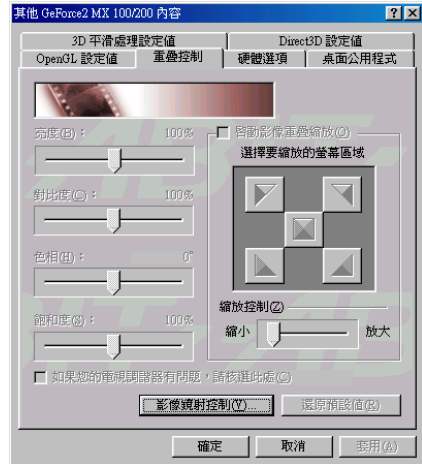 其他 GeForce2 MX 100/200 內容
3D 平滑處理設定值
Direct3D 設定值
OpenGL 設定值
重疊控制
硬體選項
桌面公用程式
亮度(B)：
100%
對比度(C)：
100%
色相(H)：
0°
飽和度(S)：
100%
啓動影像重疊縮放(O)
選擇要縮放的螢幕區域
縮放控制(Z)
縮小
放大
如果您的電視調諧器有問題，請核選此處(C)
影像鏡射控制(V)...
還原預設值(R)
確定
取消
套用(A)